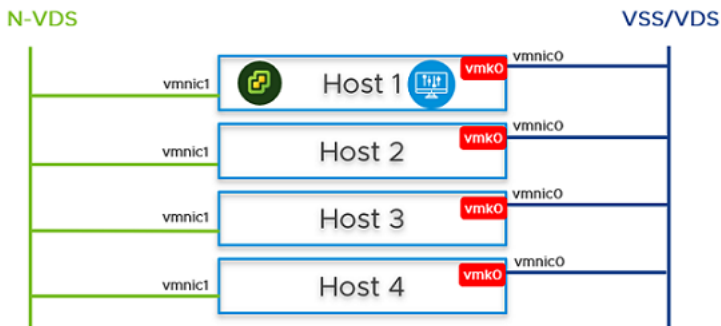 N-VDS
VSS/VDS
vmnic1
Host 1
vmk0
vmnic0
vmnic1
Host 2
vmk0
vmnic0
vmnic1
Host 3
vmk0
vmnic0
vmnic1
Host 4
vmk0
vmnic0